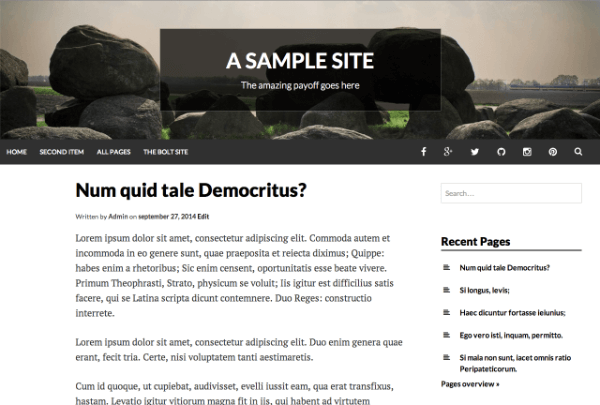 A SAMPLE SITE
The amazing payoff goes here
HOME SECOND ITEM ALL PAGES THE BOLT SITE
Num quid tale Democritus?
Written by Admin on september 27, 2014 Edit
Lorem ipsum dolor sit amet, consectetur adipiscing elit. Commoda autem et
incommoda in eo genere sunt, quae praeposita et reiecta diximus; Quippe:
habes enim a rhetoribus; Sic enim censent, oportunitatis esse beate vivere.
Primum Theophrasti, Strato, physicum se voluit; Iis igitur est difficilius satis
facere, qui se Latina scripta dicunt contemnere. Duo Reges: constructio
interrete.
Lorem ipsum dolor sit amet, consectetur adipiscing elit. Duo enim genera quae
erant, fecit tria. Certe, nisi voluptatem tanti aestimaretis.
Cum id quoque, ut cupiebat, audivisset, evelli iussit eam, qua erat transfixus,
hastam. Levatio igitur vitiorum magna fit in iis, qui habent ad virtutem
Search...
Recent Pages
Num quid tale Democritus?
Si longus, levis;
Haec dicuntur fortasse ieiunius;
Ego vero isti, inquam, permitto.
Si mala non sunt, iacet omnis ratio
Peripateticorum.
Pages overview »